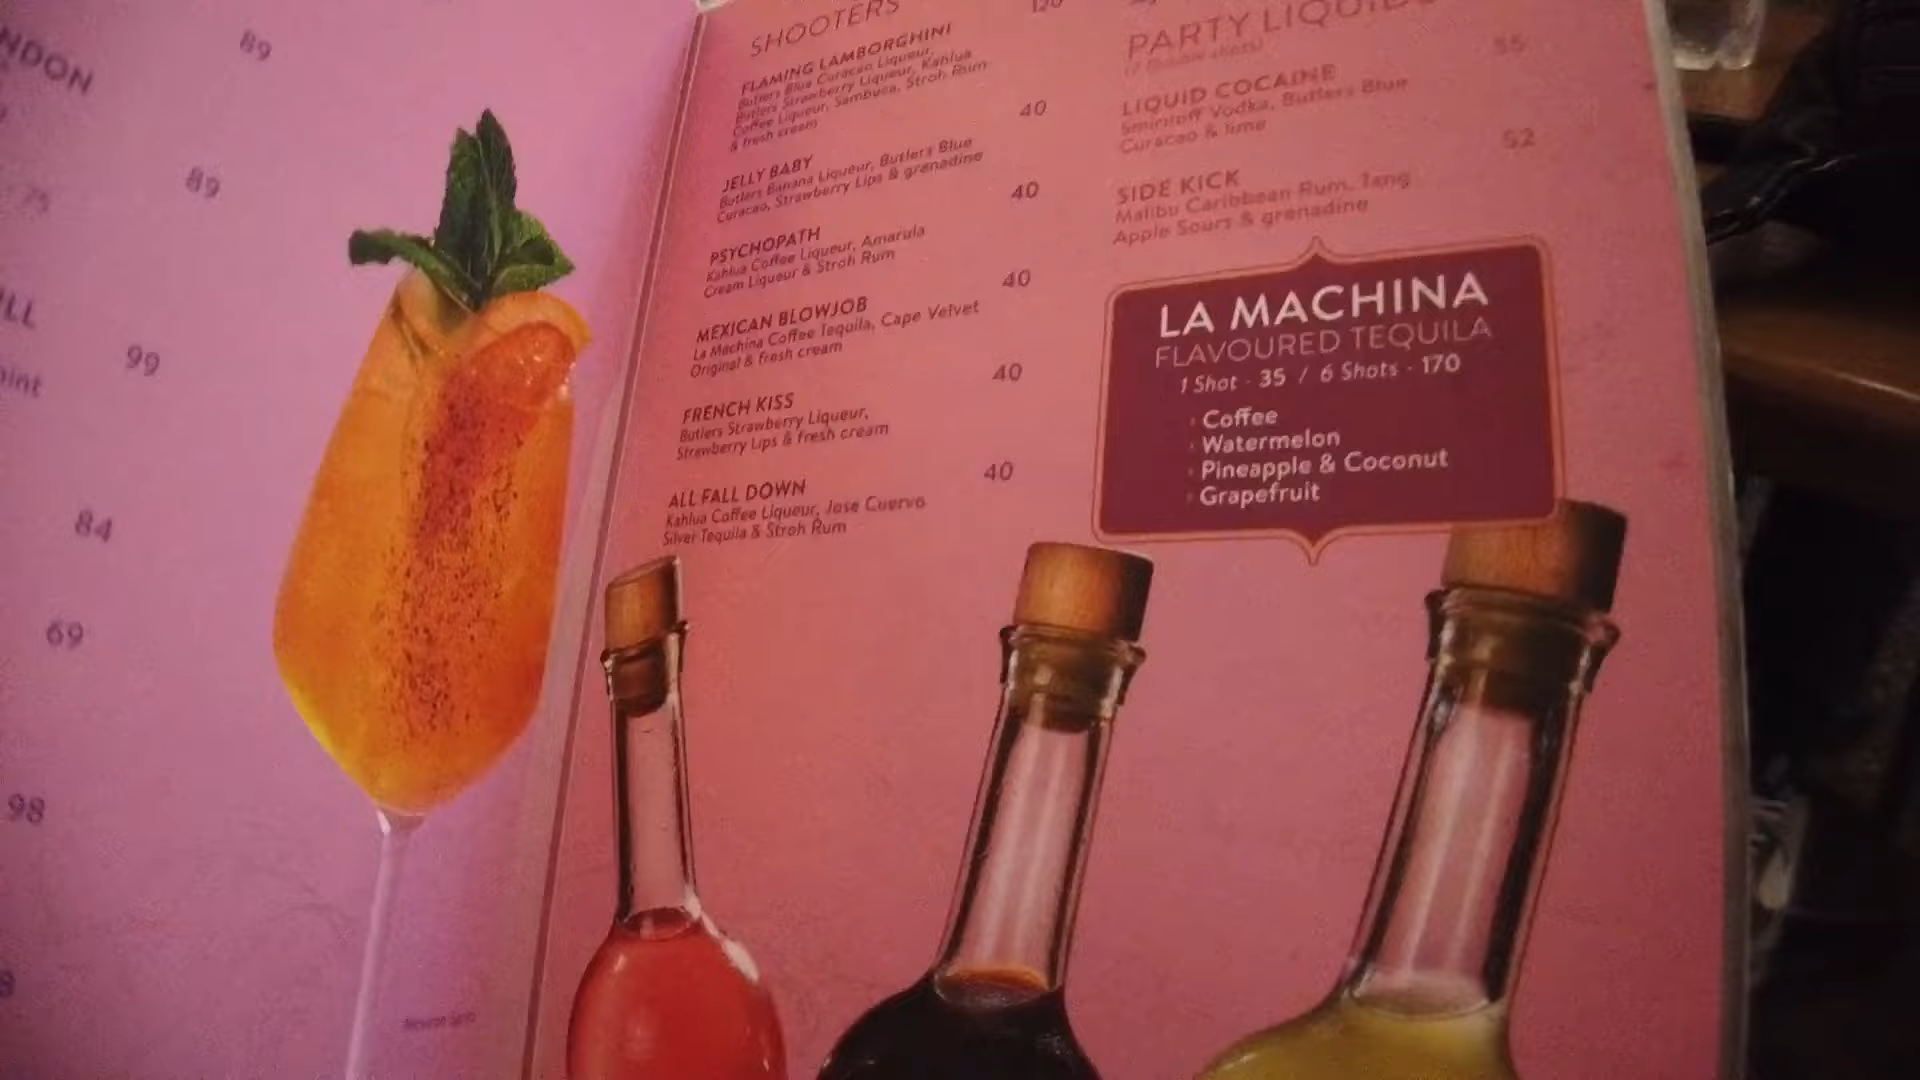 NDON
89
89
75
LL
99
int
84
69
98
SHOOTERS
120
FLAMING LAMBORGHINI
Butlers Blue Curacao Liqueur,
Butlers Strawberry Liqueur, Kahlua
Coffee Liqueur, Sambuca, Stroh Rum
& fresh cream
40
JELLY BABY
Butlers Banana Liqueur, Butlers Blue
Curacao, Strawberry Lips & grenadine
40
PSYCHOPATH
Kahlua Coffee Liqueur, Amarula
Cream Liqueur & Stroh Rum
40
MEXICAN BLOWJOB
La Machina Coffee Tequila, Cape Velvet
Original & fresh cream
40
FRENCH KISS
Butlers Strawberry Liqueur,
Strawberry Lips & fresh cream
40
ALL FALL DOWN
Kahlua Coffee Liqueur, Jose Cuervo
Silver Tequila & Stroh Rum
PARTY LIQUIDS
55
LIQUID COCAINE
Smirnoff Vodka, Butlers Blue
Curacao & lime
52
SIDE KICK
Malibu Caribbean Rum, Tang
Apple Sours & grenadine
LA MACHINA
FLAVOURED TEQUILA
1 Shot · 35 / 6 Shots · 170
· Coffee
· Watermelon
· Pineapple & Coconut
· Grapefruit